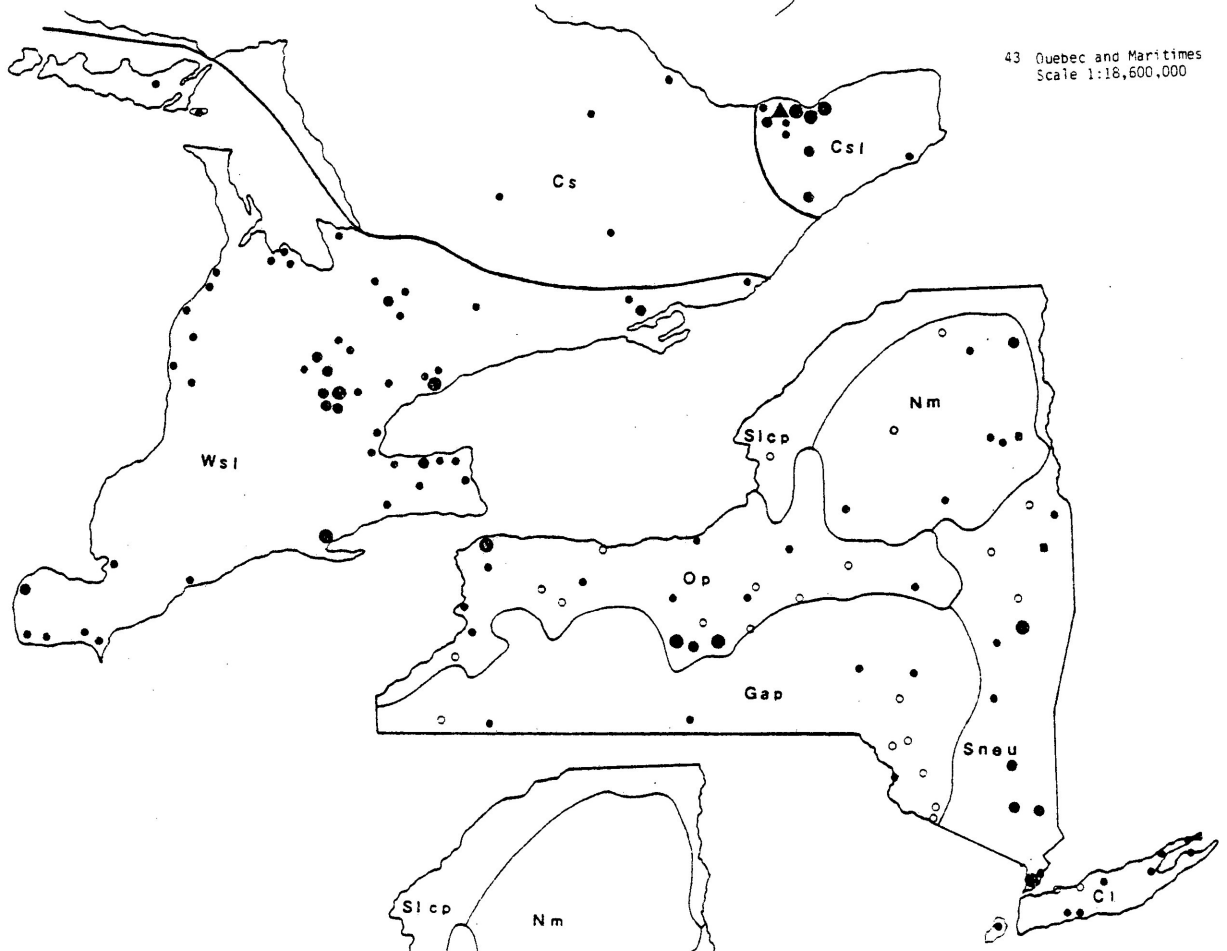 43 Quebec and Maritimes
Scale 1:18,600,000
Csl
Cs
Nm
Slcp
Wsl
Op
Gap
Sneu
Cl
Slcp
Nm